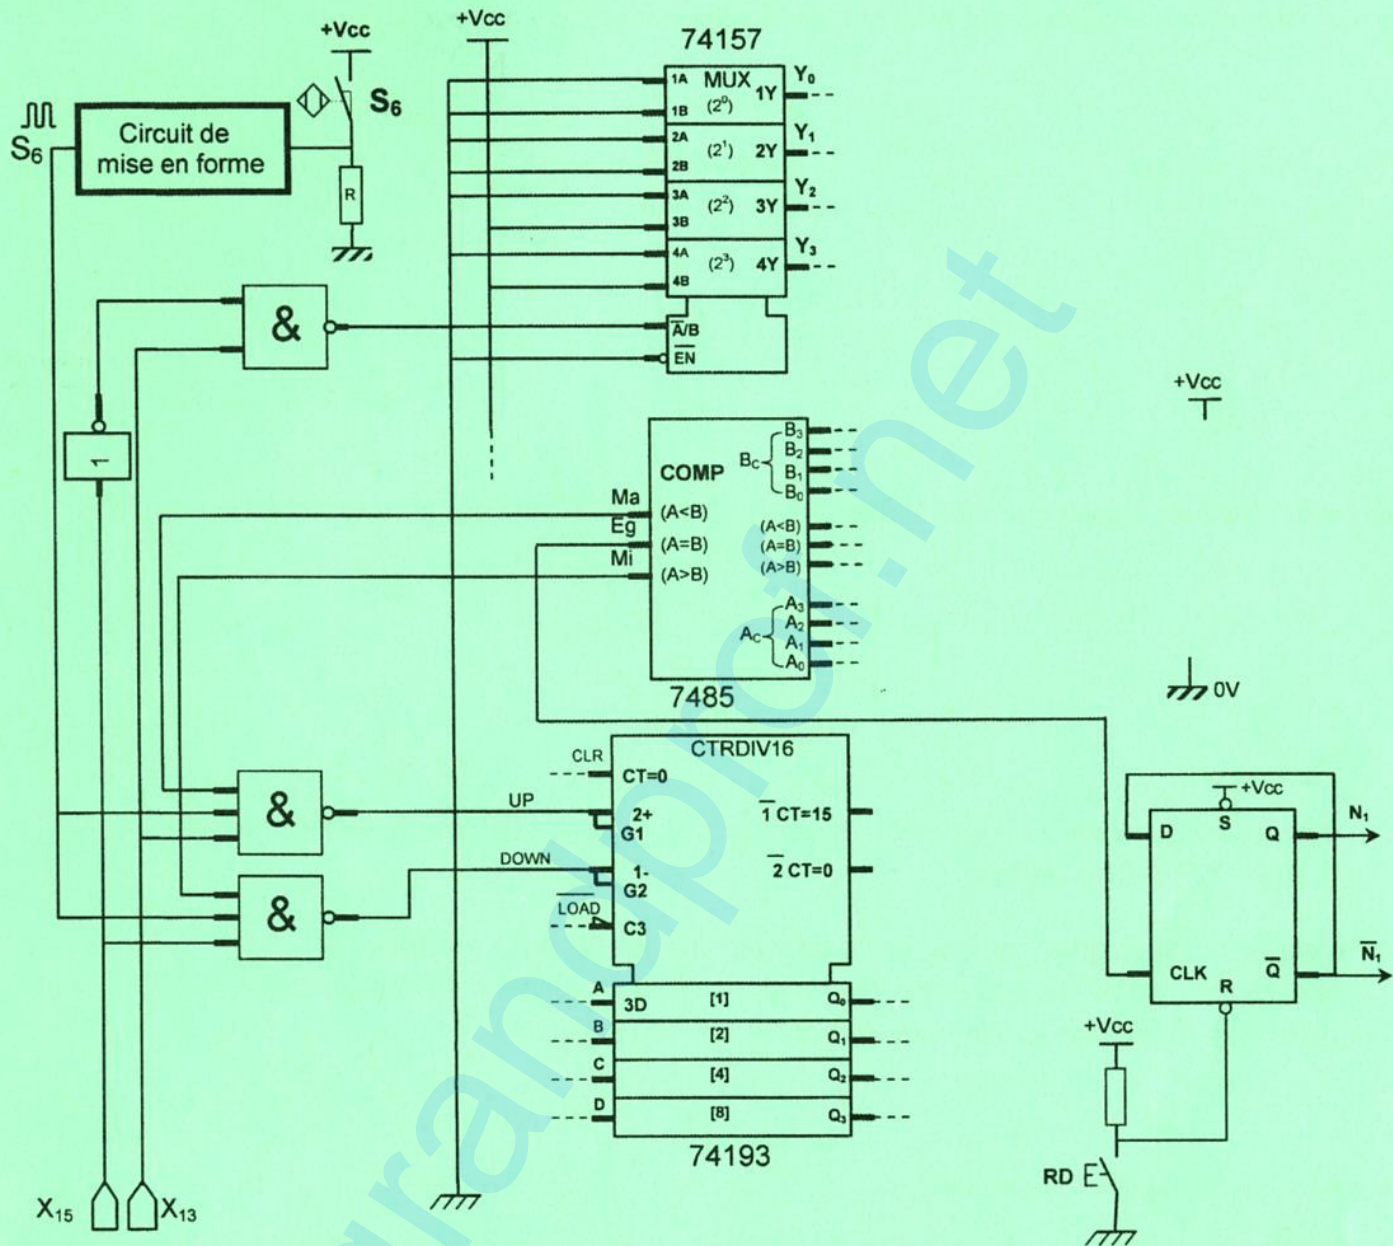 +Vcc
+Vcc
74157
S6
S6
Circuit de
mise en forme
R
1A
MUX
1Y
Y0
1B
(2⁰)
2A
(2¹)
2Y
Y1
2B
3A
(2²)
3Y
Y2
3B
4A
(2³)
4Y
Y3
4B
A̅/B
E̅N̅
&
1
+Vcc
0V
COMP
Ma
(A<B)
Eg
(A=B)
Mi
(A>B)
BC
B3
B2
B1
B0
(A<B)
(A=B)
(A>B)
AC
A3
A2
A1
A0
7485
CTRDIV16
CLR
CT=0
UP
2+
G1
1̅ CT=15
DOWN
1-
G2
2̅ CT=0
L̅O̅A̅D̅
C3
A
3D
[1]
Q0
B
[2]
Q1
C
[4]
Q2
D
[8]
Q3
74193
&
&
+Vcc
D
S
Q
N1
CLK
R
Q̅
N̅1
+Vcc
RD
X15
X13
grandprof.net